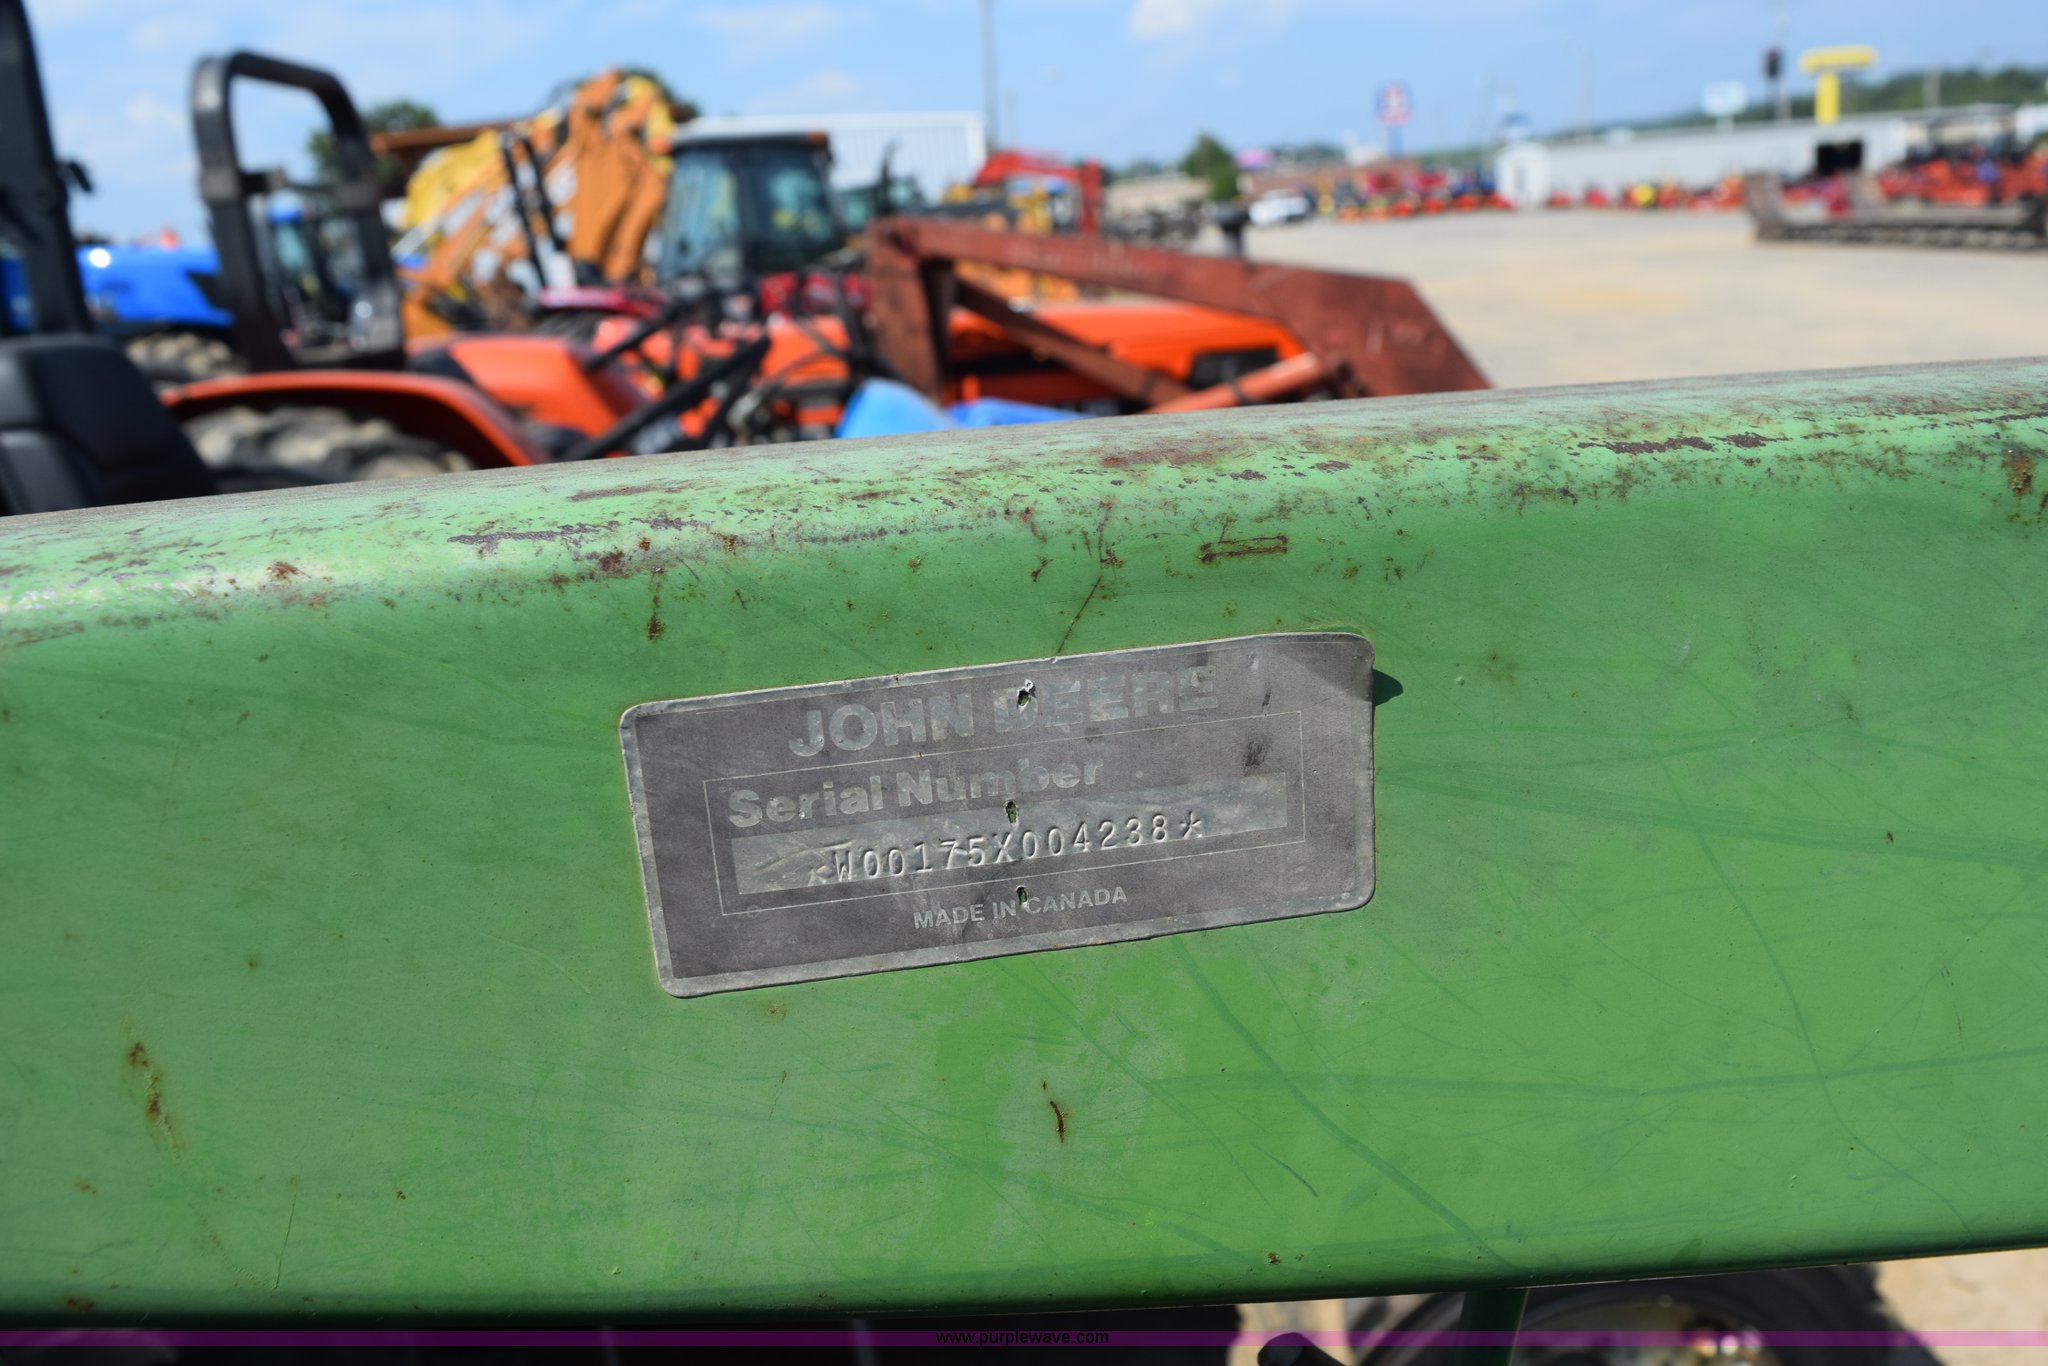 JOHN DEERE
Serial Number
*W00175X004238*
MADE IN CANADA
www.purplewave.com